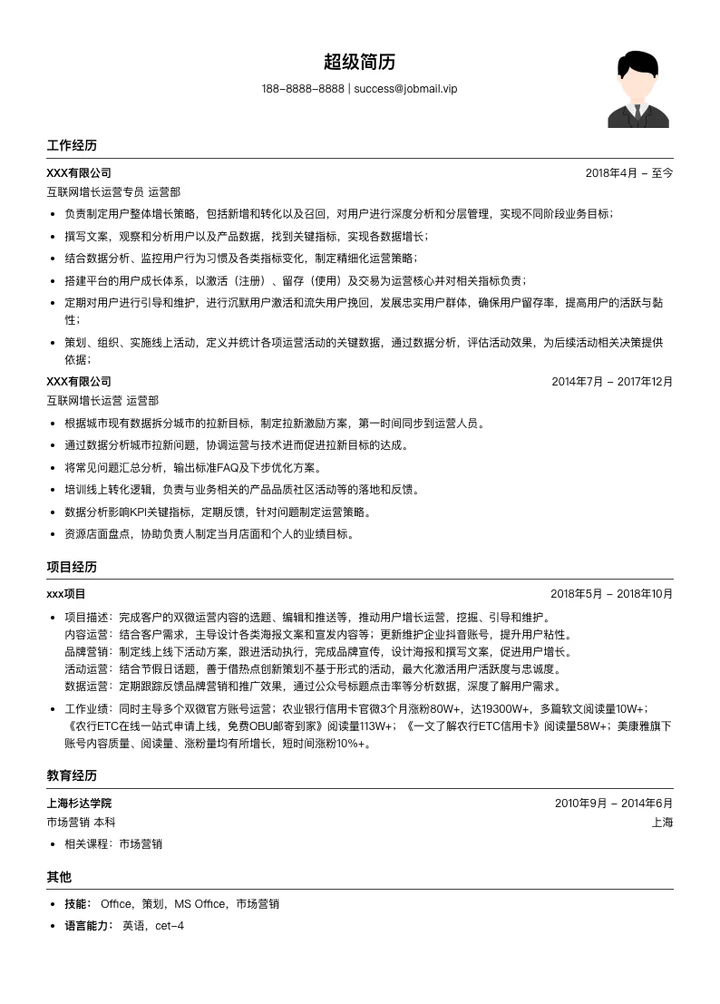 超级简历
188-8888-8888 | success@jobmail.vip
工作经历
XXX有限公司 2018年4月 – 至今
互联网增长运营专员 运营部
• 负责制定用户整体增长策略，包括新增和转化以及召回，对用户进行深度分析和分层管理，实现不同阶段业务目标；
• 撰写文案，观察和分析用户以及产品数据，找到关键指标，实现各数据增长；
• 结合数据分析、监控用户行为习惯及各类指标变化，制定精细化运营策略；
• 搭建平台的用户成长体系，以激活（注册）、留存（使用）及交易为运营核心并对相关指标负责；
• 定期对用户进行引导和维护，进行沉默用户激活和流失用户挽回，发展忠实用户群体，确保用户留存率，提高用户的活跃与黏
性；
• 策划、组织、实施线上活动，定义并统计各项运营活动的关键数据，通过数据分析，评估活动效果，为后续活动相关决策提供
依据；
XXX有限公司 2014年7月 – 2017年12月
互联网增长运营 运营部
• 根据城市现有数据拆分城市的拉新目标，制定拉新激励方案，第一时间同步到运营人员。
• 通过数据分析城市拉新问题，协调运营与技术进而促进拉新目标的达成。
• 将常见问题汇总分析，输出标准FAQ及下步优化方案。
• 培训线上转化逻辑，负责与业务相关的产品品质社区活动等的落地和反馈。
• 数据分析影响KPI关键指标，定期反馈，针对问题制定运营策略。
• 资源店面盘点，协助负责人制定当月店面和个人的业绩目标。
项目经历
xxx项目 2018年5月 – 2018年10月
• 项目描述：完成客户的双微运营内容的选题、编辑和推送等，推动用户增长运营，挖掘、引导和维护。
内容运营：结合客户需求，主导设计各类海报文案和宣发内容等；更新维护企业抖音账号，提升用户粘性。
品牌营销：制定线上线下活动方案，跟进活动执行，完成品牌宣传，设计海报和撰写文案，促进用户增长。
活动运营：结合节假日话题，善于借热点创新策划不基于形式的活动，最大化激活用户活跃度与忠诚度。
数据运营：定期跟踪反馈品牌营销和推广效果，通过公众号标题点击率等分析数据，深度了解用户需求。
• 工作业绩：同时主导多个双微官方账号运营；农业银行信用卡官微3个月涨粉80W+，达19300W+，多篇软文阅读量10W+；
《农行ETC在线一站式申请上线，免费OBU邮寄到家》阅读量113W+；《一文了解农行ETC信用卡》阅读量58W+；美康雅旗下
账号内容质量、阅读量、涨粉量均有所增长，短时间涨粉10%+。
教育经历
上海杉达学院 2010年9月 – 2014年6月
市场营销 本科 上海
• 相关课程：市场营销
其他
• 技能： Office，策划，MS Office，市场营销
• 语言能力： 英语，cet-4